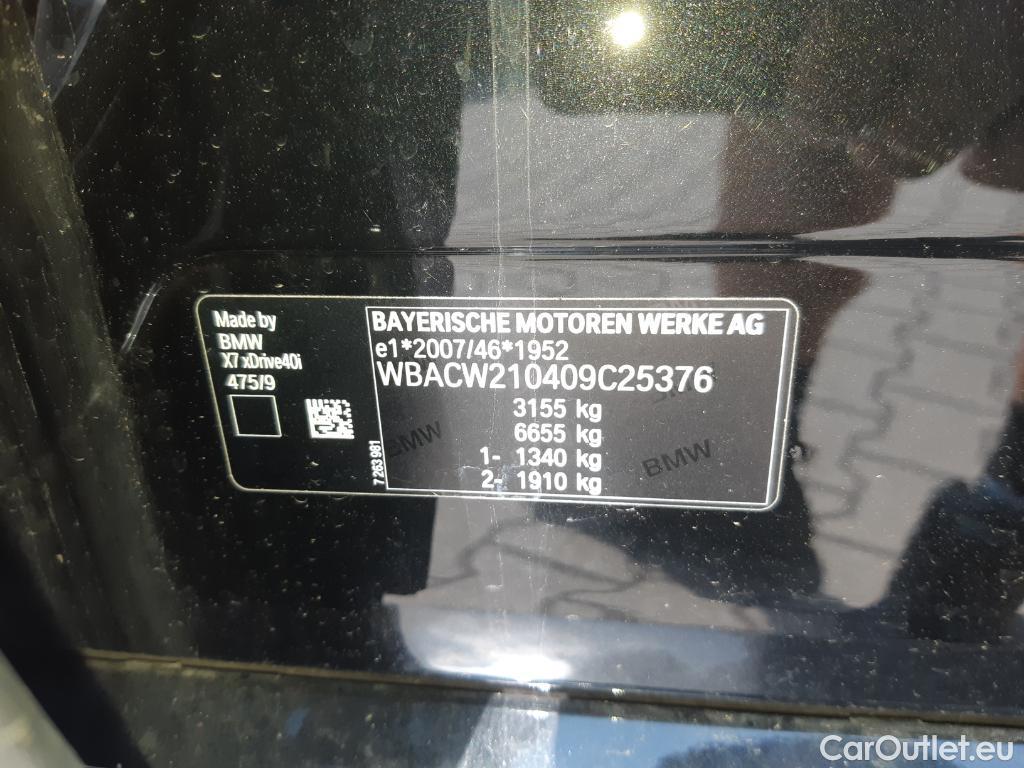 Made by
BMW
X7 xDrive40i
475/9
7 263 961
BAYERISCHE MOTOREN WERKE AG
e1*2007/46*1952
WBACW210409C25376
3155 kg
6655 kg
1- 1340 kg
2- 1910 kg
BMW
BMW
CarOutlet.eu